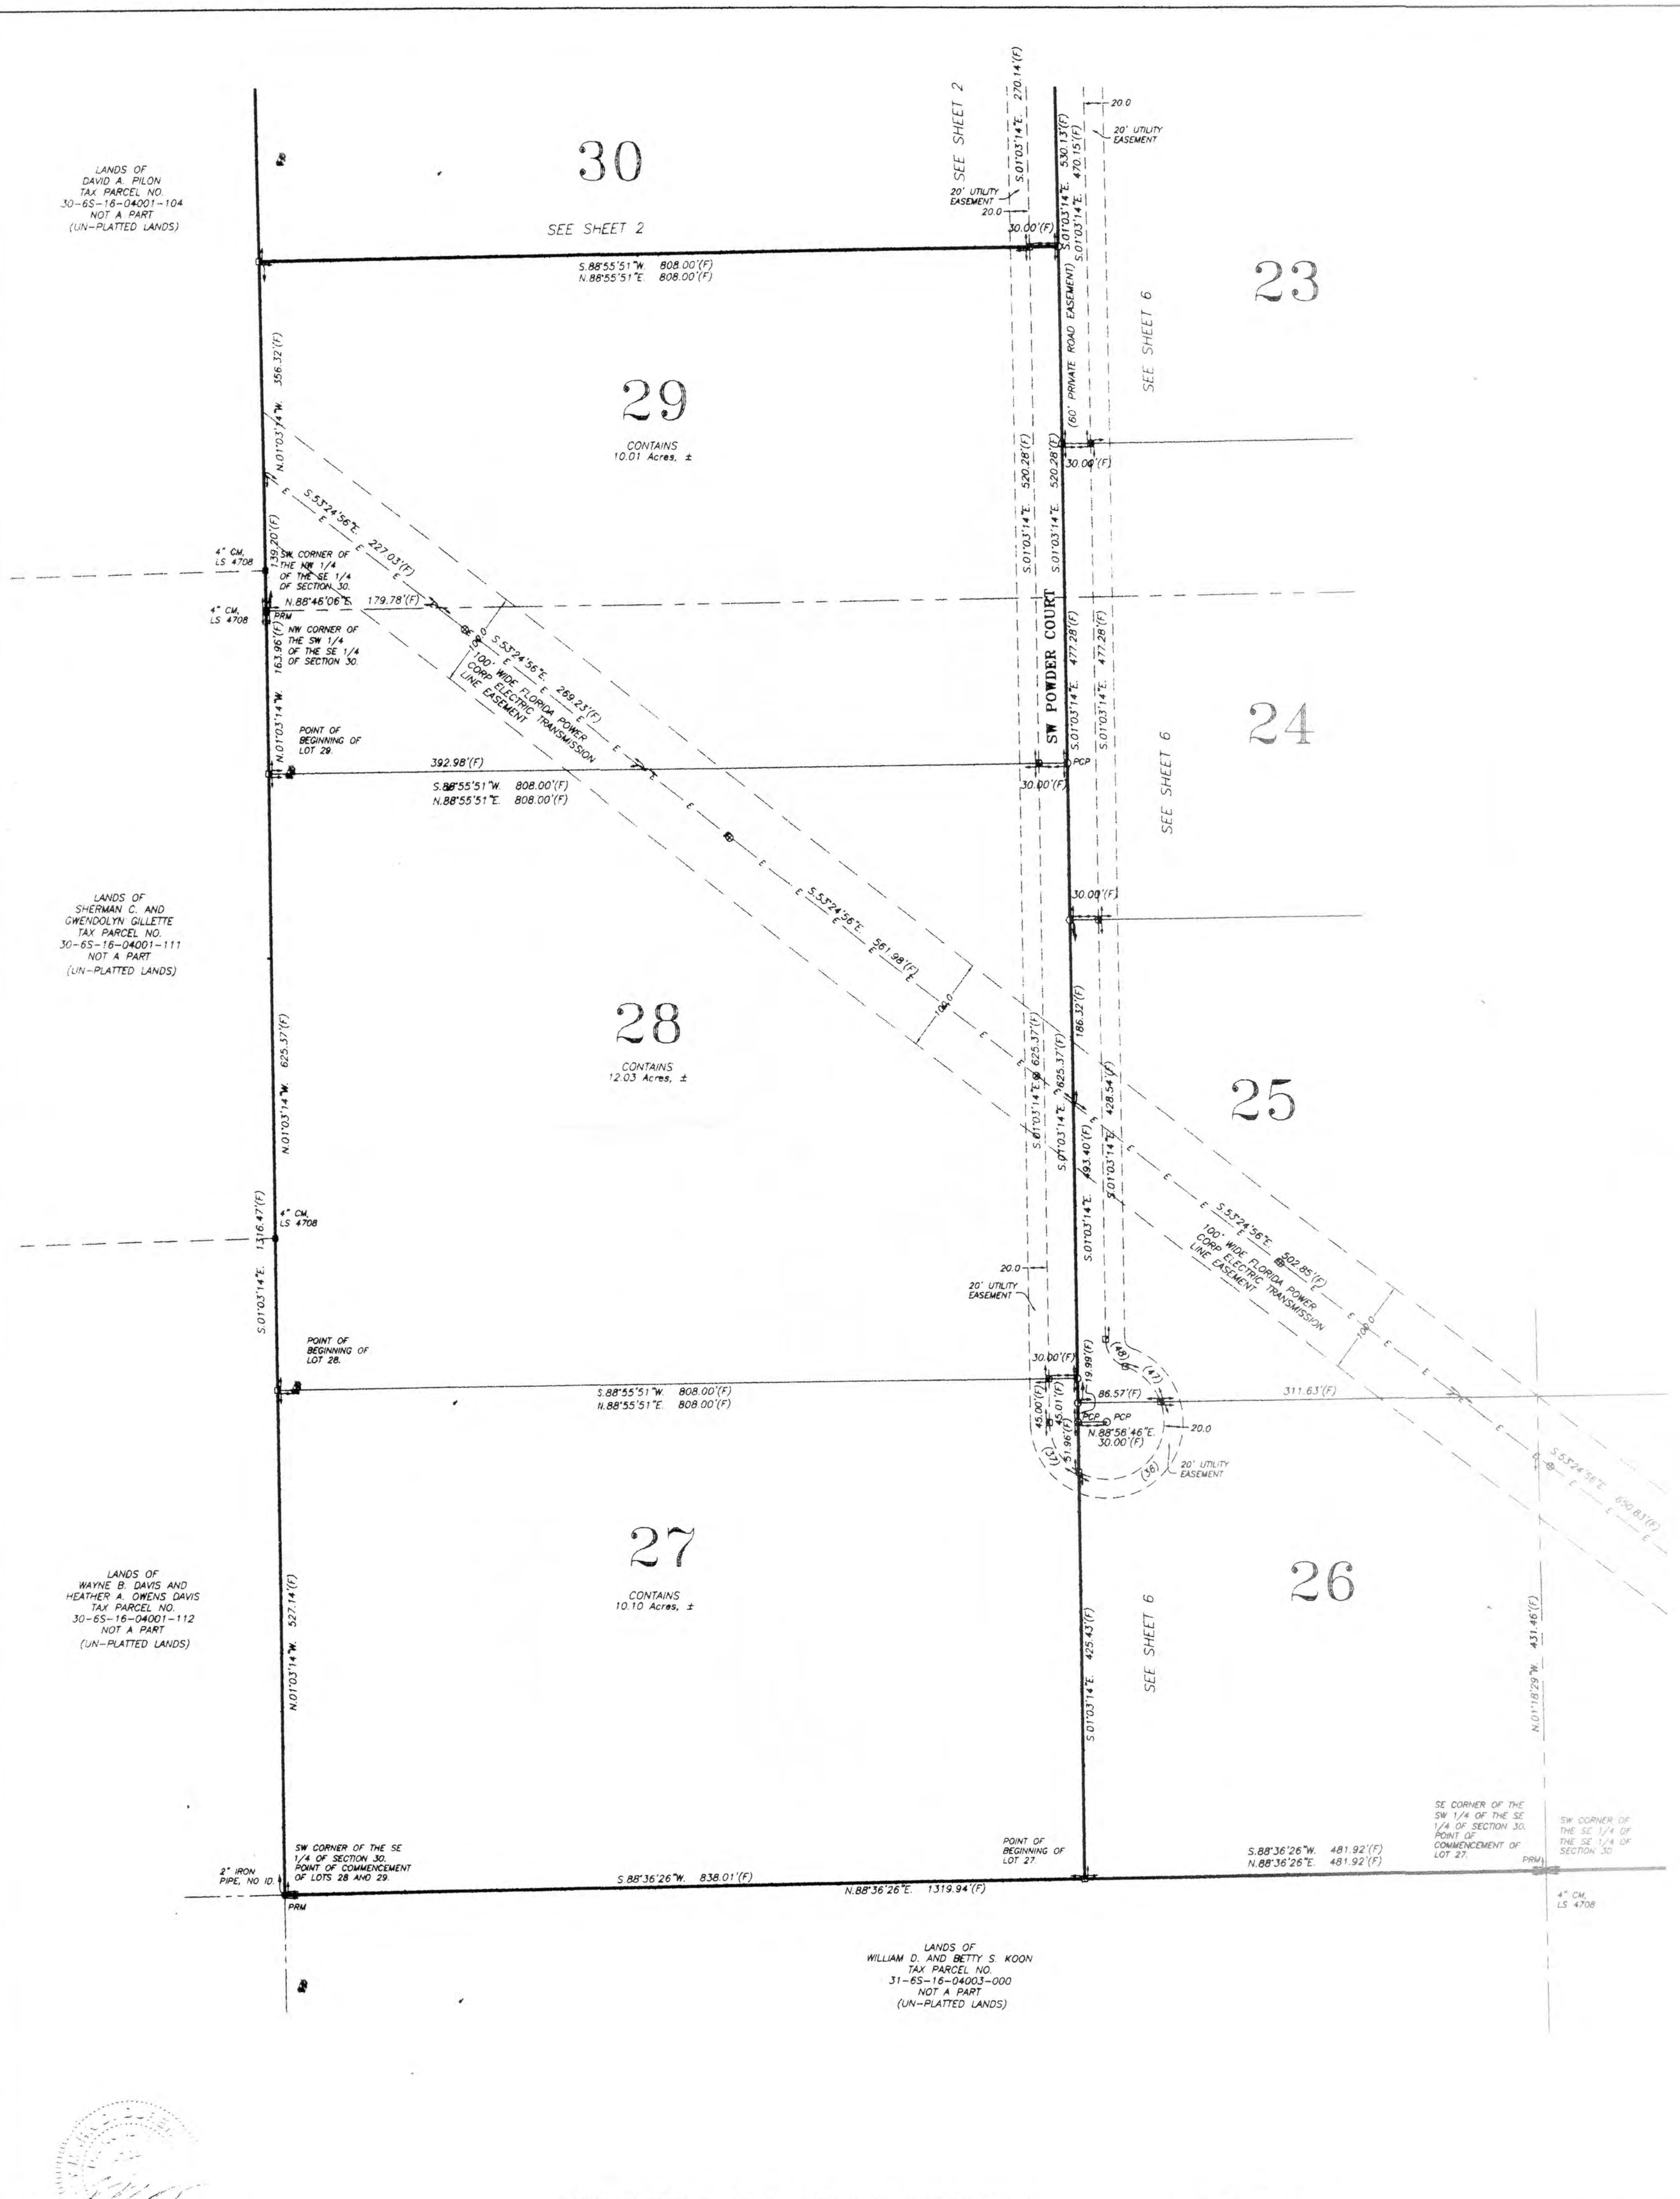 LANDS OF
DAVID A. PILON
TAX PARCEL NO.
30-6S-16-04001-104
NOT A PART
(UN-PLATTED LANDS)
30
SEE SHEET 2
SEE SHEET 2
S.01°03'14"E. 270.14'(F)
20' UTILITY
EASEMENT
20.0
30.00'(F)
S.01°03'14"E. 530.13'(F)
S.01°03'14"E. 470.15'(F)
20.0
20' UTILITY
EASEMENT
S.88°55'51"W. 808.00'(F)
N.88°55'51"E. 808.00'(F)
23
SEE SHEET 6
(60' PRIVATE ROAD EASEMENT)
N.01°03'14"W. 356.32'(F)
29
CONTAINS
10.01 Acres, ±
S.01°03'14"E. 520.28'(F)
S.01°03'14"E. 520.28'(F)
30.00'(F)
S.53°24'56"E. 227.03'(F)
139.20'(F)
4" CM,
LS 4708
SW CORNER OF
THE NW 1/4
OF THE SE 1/4
OF SECTION 30.
N.88°46'06"E. 179.78'(F)
4" CM,
LS 4708
PRM
NW CORNER OF
THE SW 1/4
OF THE SE 1/4
OF SECTION 30.
N.01°03'14"W. 163.96'(F)
S.53°24'56"E. 269.23'(F)
100' WIDE FLORIDA POWER
CORP ELECTRIC TRANSMISSION
LINE EASEMENT
SW POWDER COURT
S.01°03'14"E. 477.28'(F)
S.01°03'14"E. 477.28'(F)
24
SEE SHEET 6
POINT OF
BEGINNING OF
LOT 29.
392.98'(F)
S.88°55'51"W. 808.00'(F)
N.88°55'51"E. 808.00'(F)
PCP
30.00'(F)
LANDS OF
SHERMAN C. AND
GWENDOLYN GILLETTE
TAX PARCEL NO.
30-6S-16-04001-111
NOT A PART
(UN-PLATTED LANDS)
S.53°24'56"E. 561.98'(F)
100.0
30.00'(F)
186.32'(F)
28
CONTAINS
12.03 Acres, ±
N.01°03'14"W. 625.37'(F)
S.01°03'14"E. 625.37'(F)
S.01°03'14"E. 625.37'(F)
S.01°03'14"E. 493.40'(F)
S.01°03'14"E. 428.54'(F)
25
4" CM,
LS 4708
S.01°03'14"E. 1316.47'(F)
S.53°24'56"E. 502.85'(F)
100' WIDE FLORIDA POWER
CORP ELECTRIC TRANSMISSION
LINE EASEMENT
100.0
20.0
20' UTILITY
EASEMENT
POINT OF
BEGINNING OF
LOT 28.
S.88°55'51"W. 808.00'(F)
N.88°55'51"E. 808.00'(F)
30.00'(F)
19.99'(F)
(48)
(47)
86.57'(F)
311.63'(F)
45.00'(F)
45.01'(F)
PCP
PCP
N.88°56'46"E.
30.00'(F)
20.0
51.96'(F)
(37)
(36)
20' UTILITY
EASEMENT
S.53°24'56"E. 650.83'(F)
27
CONTAINS
10.10 Acres, ±
26
SEE SHEET 6
LANDS OF
WAYNE B. DAVIS AND
HEATHER A. OWENS DAVIS
TAX PARCEL NO.
30-6S-16-04001-112
NOT A PART
(UN-PLATTED LANDS)
N.01°03'14"W. 527.14'(F)
S.01°03'14"E. 425.43'(F)
N.01°18'29"W. 431.46'(F)
SW CORNER OF THE SE
1/4 OF SECTION 30.
POINT OF COMMENCEMENT
OF LOTS 28 AND 29.
2" IRON
PIPE, NO ID.
PRM
S.88°36'26"W. 838.01'(F)
N.88°36'26"E. 1319.94'(F)
POINT OF
BEGINNING OF
LOT 27.
S.88°36'26"W. 481.92'(F)
N.88°36'26"E. 481.92'(F)
SE CORNER OF THE
SW 1/4 OF THE SE
1/4 OF SECTION 30.
POINT OF
COMMENCEMENT OF
LOT 27.
PRM
SW CORNER OF
THE SE 1/4 OF
THE SE 1/4 OF
SECTION 30
4" CM,
LS 4708
LANDS OF
WILLIAM D. AND BETTY S. KOON
TAX PARCEL NO.
31-6S-16-04003-000
NOT A PART
(UN-PLATTED LANDS)